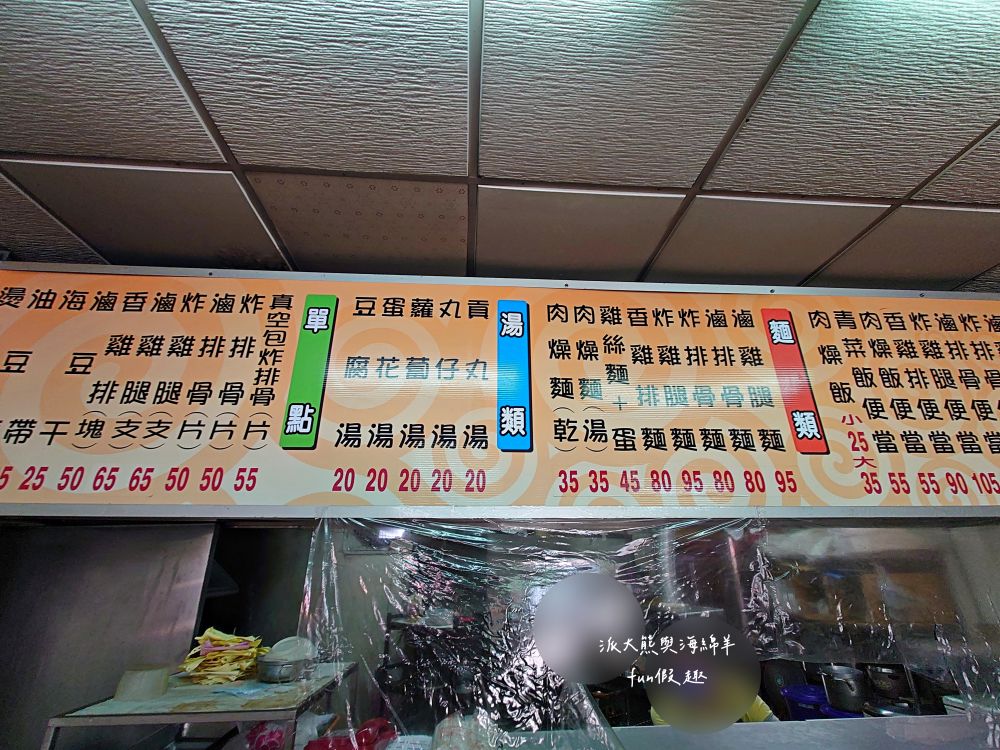 肉燥飯 小25 大35
青菜飯便當 55
肉燥飯便當 55
香雞排便當 90
炸雞腿便當 105
滷排骨便當
炸排骨便當
麵類
滷雞腿麵 95
滷排骨麵 80
炸排骨麵 80
炸雞腿麵 95
香雞排麵 80
雞絲麵+蛋 45
肉燥麵(湯) 35
肉燥麵(乾) 35
湯類
貢丸湯 20
丸仔湯 20
蘿蔔湯 20
蛋花湯 20
豆腐湯 20
單點
真空包炸排骨(片) 55
炸排骨(片) 50
滷排骨(片) 50
炸雞腿(支) 65
滷雞腿(支) 65
香雞排(塊) 50
滷豆干 25
海帶
油豆
燙
派大熊與海綿羊
fun假趣